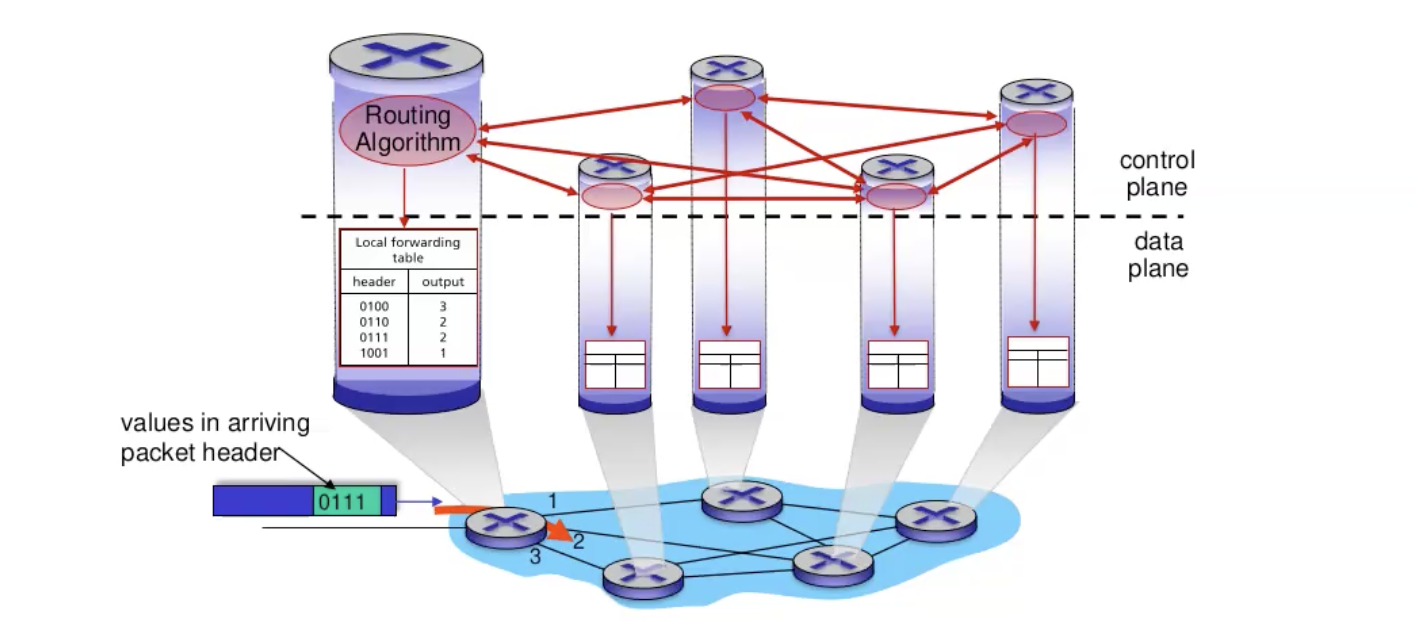 Routing
Algorithm
control
plane
data
plane
Local forwarding
table
header output
0100 3
0110 2
0111 2
1001 1
values in arriving
packet header
0111
1
2
3